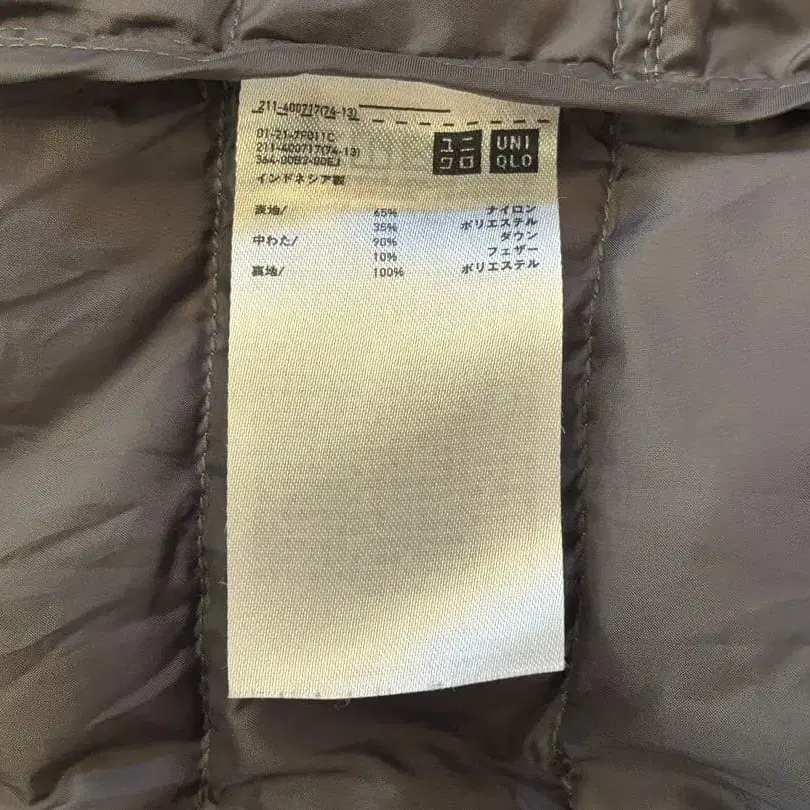 211-400717(74-13)
01-21-7P011C
211-400717(74-13)
364-00B3-00EJ
ユニクロ UNIQLO
インドネシア製
表地/ 65% ナイロン
35% ポリエステル
中わた/ 90% ダウン
10% フェザー
裏地/ 100% ポリエステル